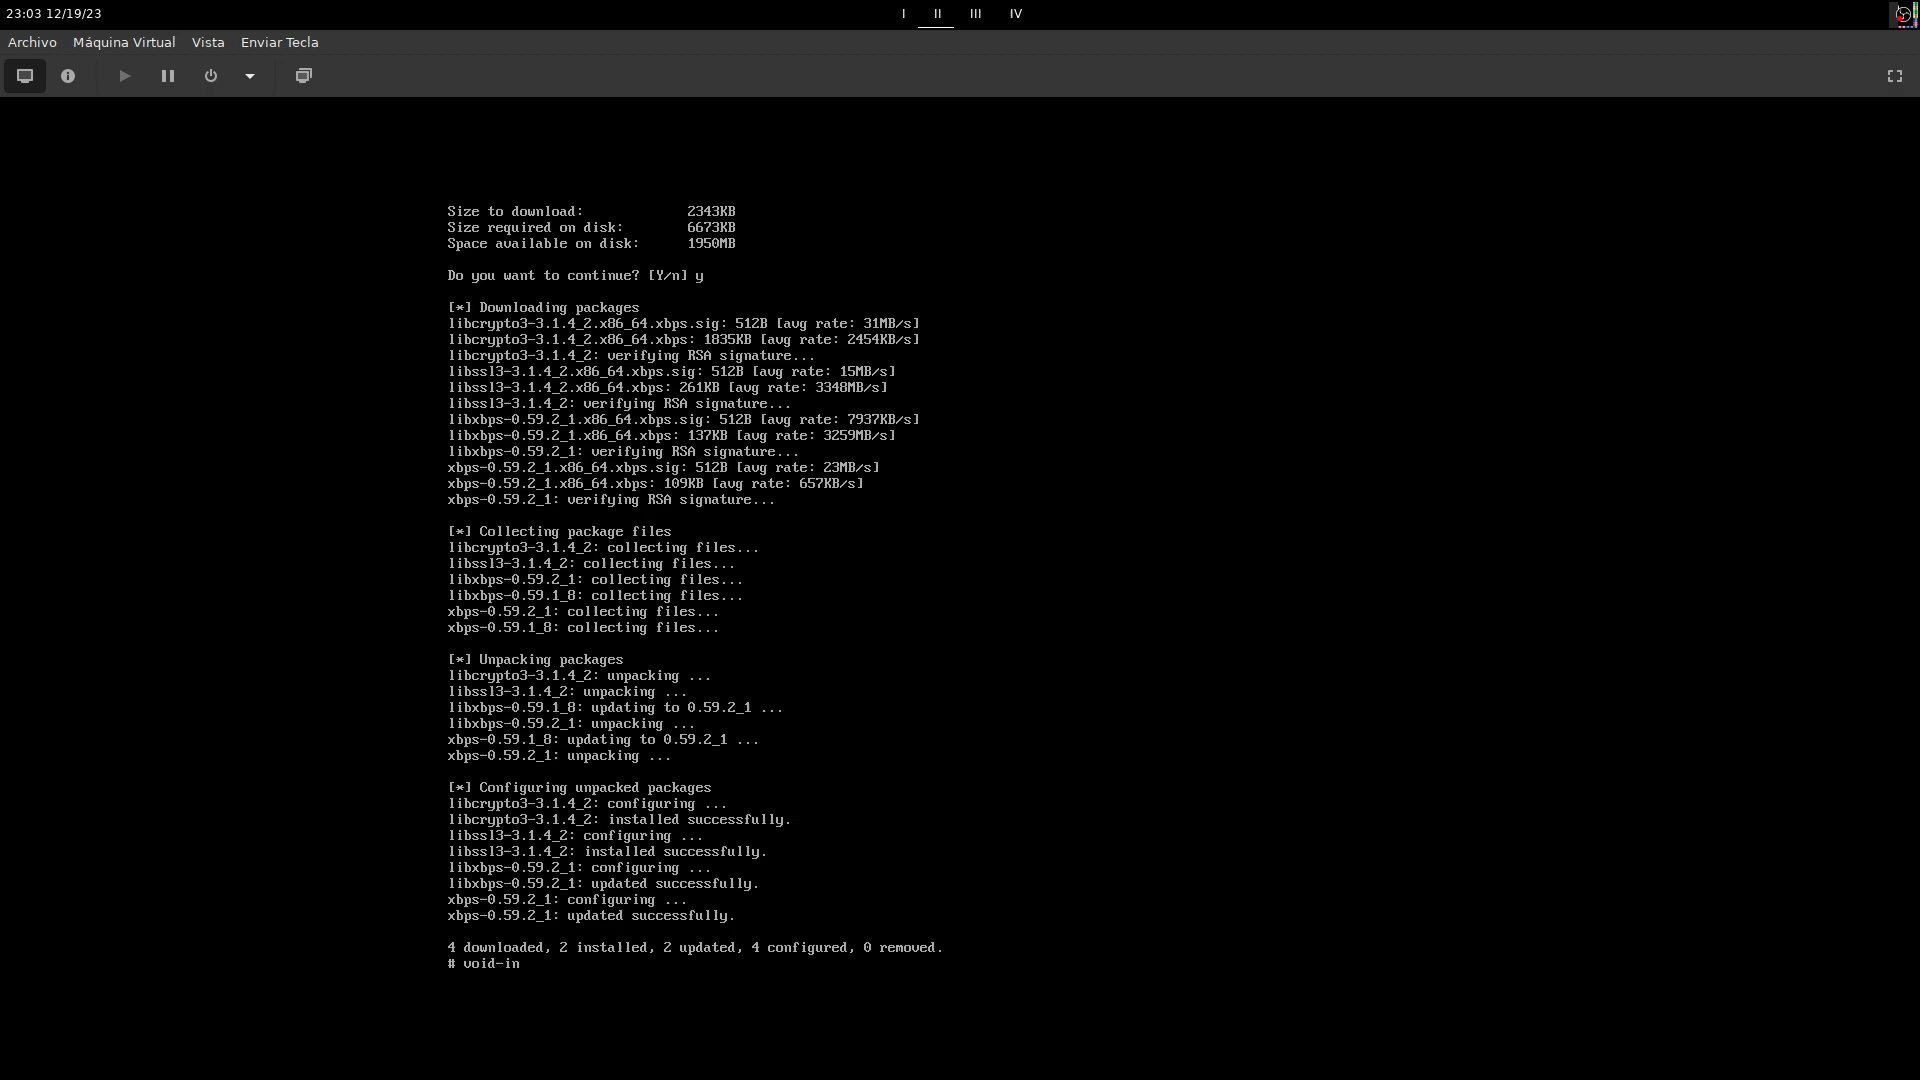 23:03 12/19/23
I II III IV
Archivo Máquina Virtual Vista Enviar Tecla
Size to download: 2343KB
Size required on disk: 6673KB
Space available on disk: 1950MB
Do you want to continue? [Y/n] y
[*] Downloading packages
libcrypto3-3.1.4_2.x86_64.xbps.sig: 512B [avg rate: 31MB/s]
libcrypto3-3.1.4_2.x86_64.xbps: 1835KB [avg rate: 2454KB/s]
libcrypto3-3.1.4_2: verifying RSA signature...
libssl3-3.1.4_2.x86_64.xbps.sig: 512B [avg rate: 15MB/s]
libssl3-3.1.4_2.x86_64.xbps: 261KB [avg rate: 3348MB/s]
libssl3-3.1.4_2: verifying RSA signature...
libxbps-0.59.2_1.x86_64.xbps.sig: 512B [avg rate: 7937KB/s]
libxbps-0.59.2_1.x86_64.xbps: 137KB [avg rate: 3259MB/s]
libxbps-0.59.2_1: verifying RSA signature...
xbps-0.59.2_1.x86_64.xbps.sig: 512B [avg rate: 23MB/s]
xbps-0.59.2_1.x86_64.xbps: 109KB [avg rate: 657KB/s]
xbps-0.59.2_1: verifying RSA signature...
[*] Collecting package files
libcrypto3-3.1.4_2: collecting files...
libssl3-3.1.4_2: collecting files...
libxbps-0.59.2_1: collecting files...
libxbps-0.59.1_8: collecting files...
xbps-0.59.2_1: collecting files...
xbps-0.59.1_8: collecting files...
[*] Unpacking packages
libcrypto3-3.1.4_2: unpacking ...
libssl3-3.1.4_2: unpacking ...
libxbps-0.59.1_8: updating to 0.59.2_1 ...
libxbps-0.59.2_1: unpacking ...
xbps-0.59.1_8: updating to 0.59.2_1 ...
xbps-0.59.2_1: unpacking ...
[*] Configuring unpacked packages
libcrypto3-3.1.4_2: configuring ...
libcrypto3-3.1.4_2: installed successfully.
libssl3-3.1.4_2: configuring ...
libssl3-3.1.4_2: installed successfully.
libxbps-0.59.2_1: configuring ...
libxbps-0.59.2_1: updated successfully.
xbps-0.59.2_1: configuring ...
xbps-0.59.2_1: updated successfully.
4 downloaded, 2 installed, 2 updated, 4 configured, 0 removed.
# void-in